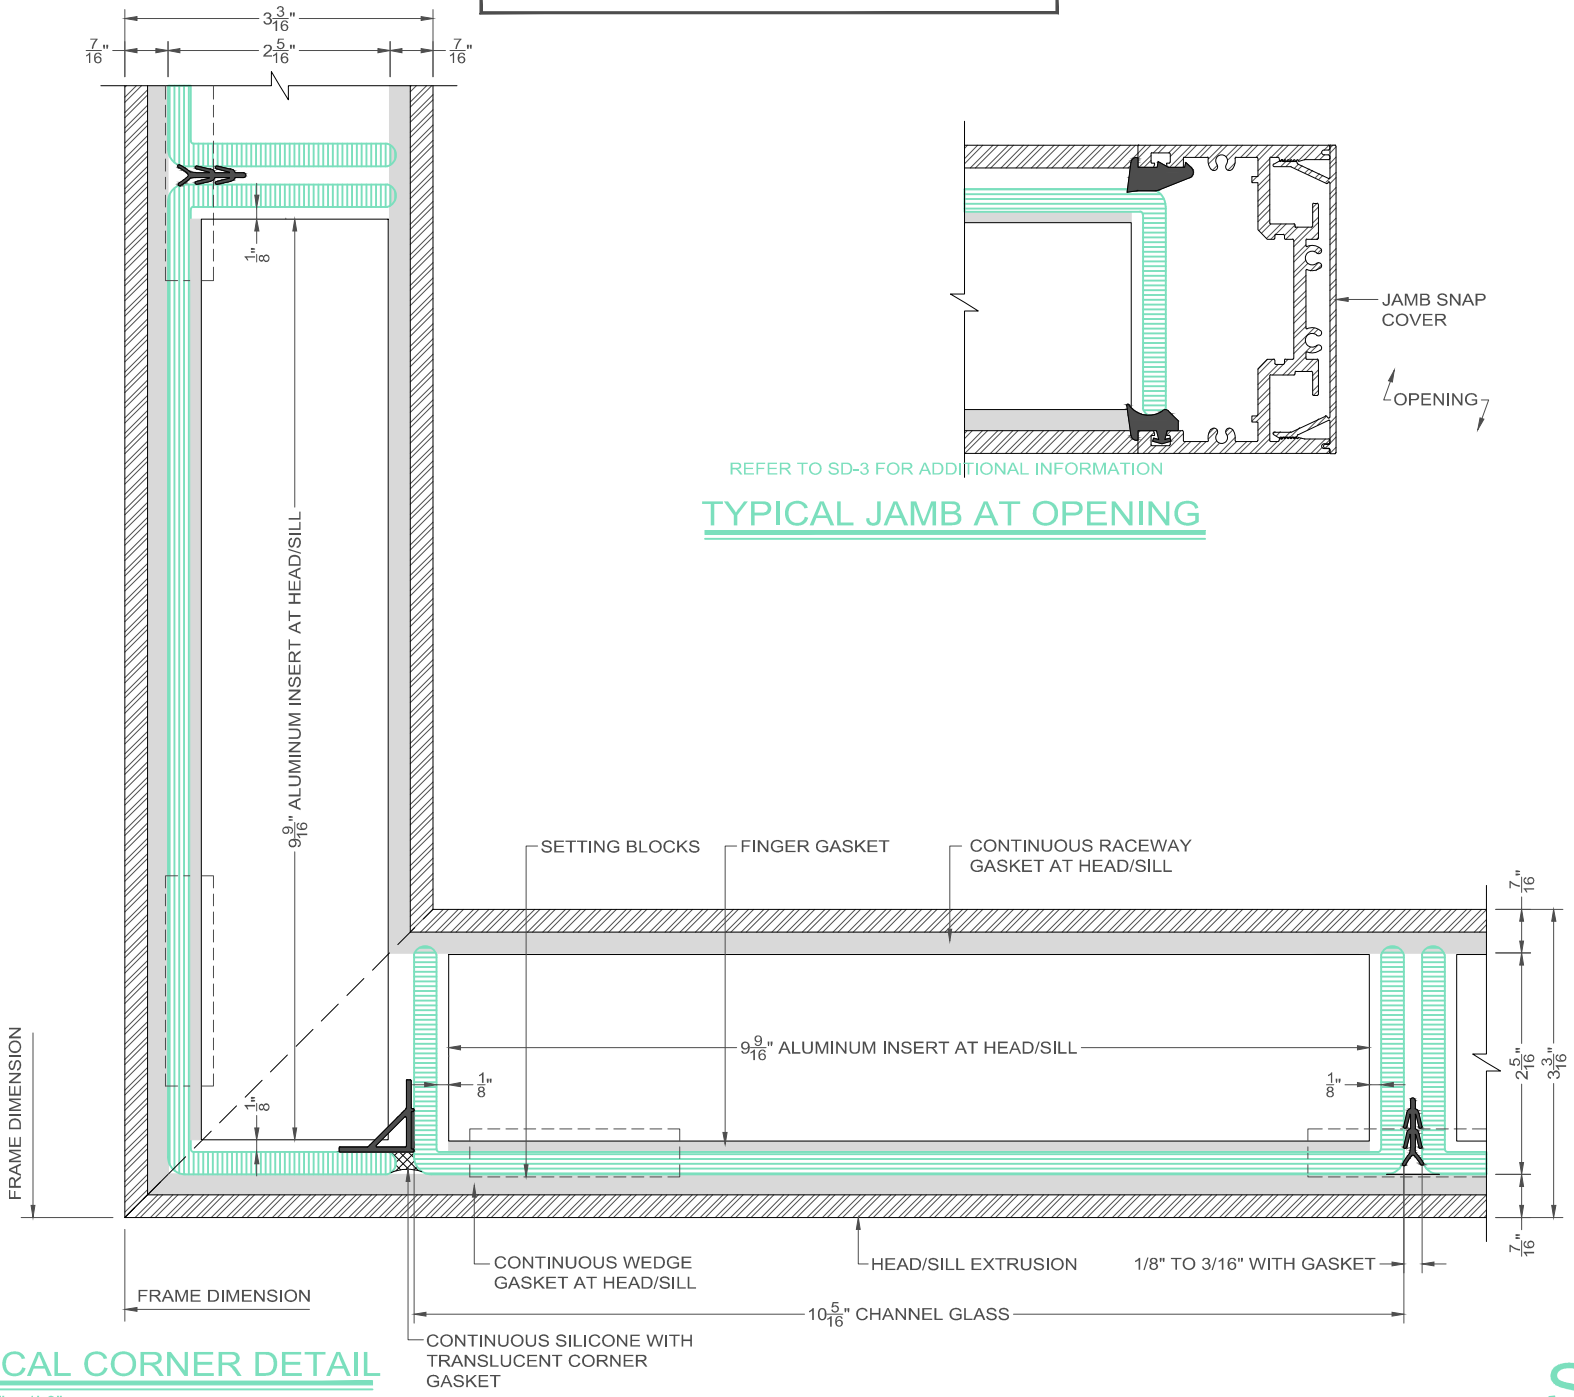 3 3/16"
7/16" 2 5/16" 7/16"
1/8"
9 9/16" ALUMINUM INSERT AT HEAD/SILL
1/8"
JAMB SNAP
COVER
OPENING
REFER TO SD-3 FOR ADDITIONAL INFORMATION
TYPICAL JAMB AT OPENING
SETTING BLOCKS
FINGER GASKET
CONTINUOUS RACEWAY
GASKET AT HEAD/SILL
7/16"
9 9/16" ALUMINUM INSERT AT HEAD/SILL
1/8"
1/8"
2 5/16"
3 3/16"
7/16"
FRAME DIMENSION
CONTINUOUS WEDGE
GASKET AT HEAD/SILL
HEAD/SILL EXTRUSION
1/8" TO 3/16" WITH GASKET
FRAME DIMENSION
10 5/16" CHANNEL GLASS
CONTINUOUS SILICONE WITH
TRANSLUCENT CORNER
GASKET
CAL CORNER DETAIL